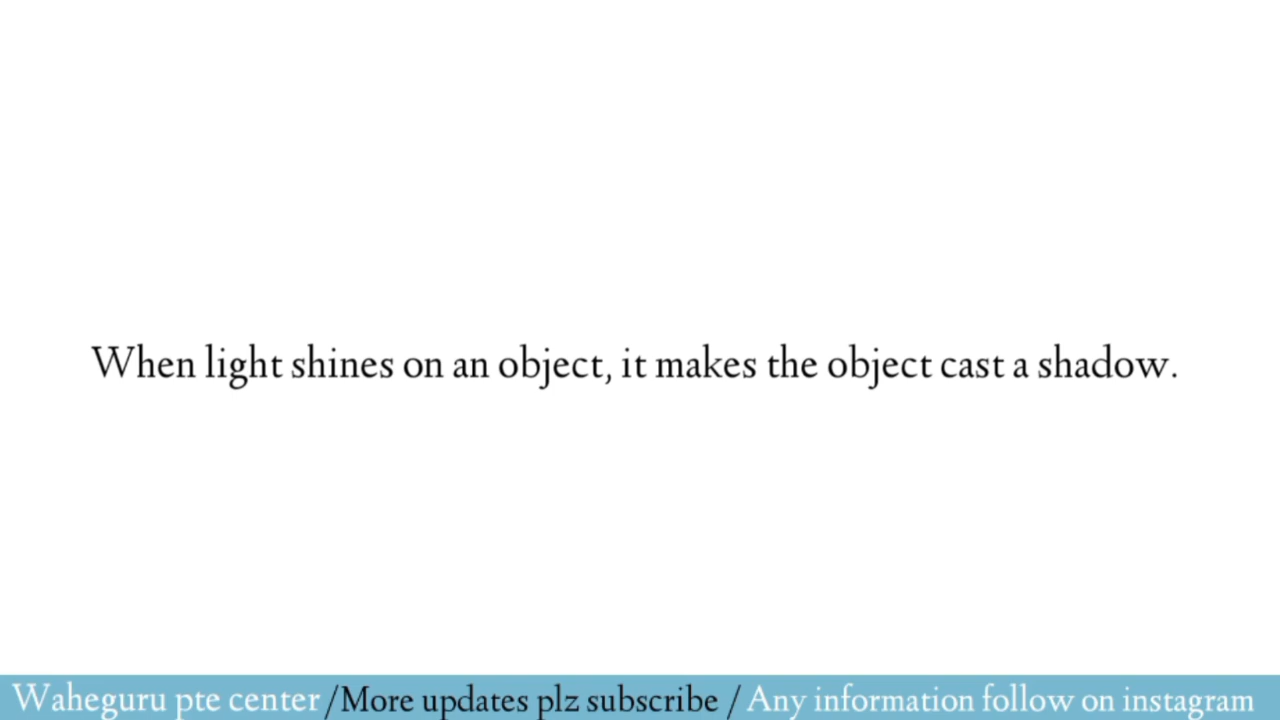 When light shines on an object, it makes the object cast a shadow.
Waheguru pte center /More updates plz subscribe / Any information follow on instagram